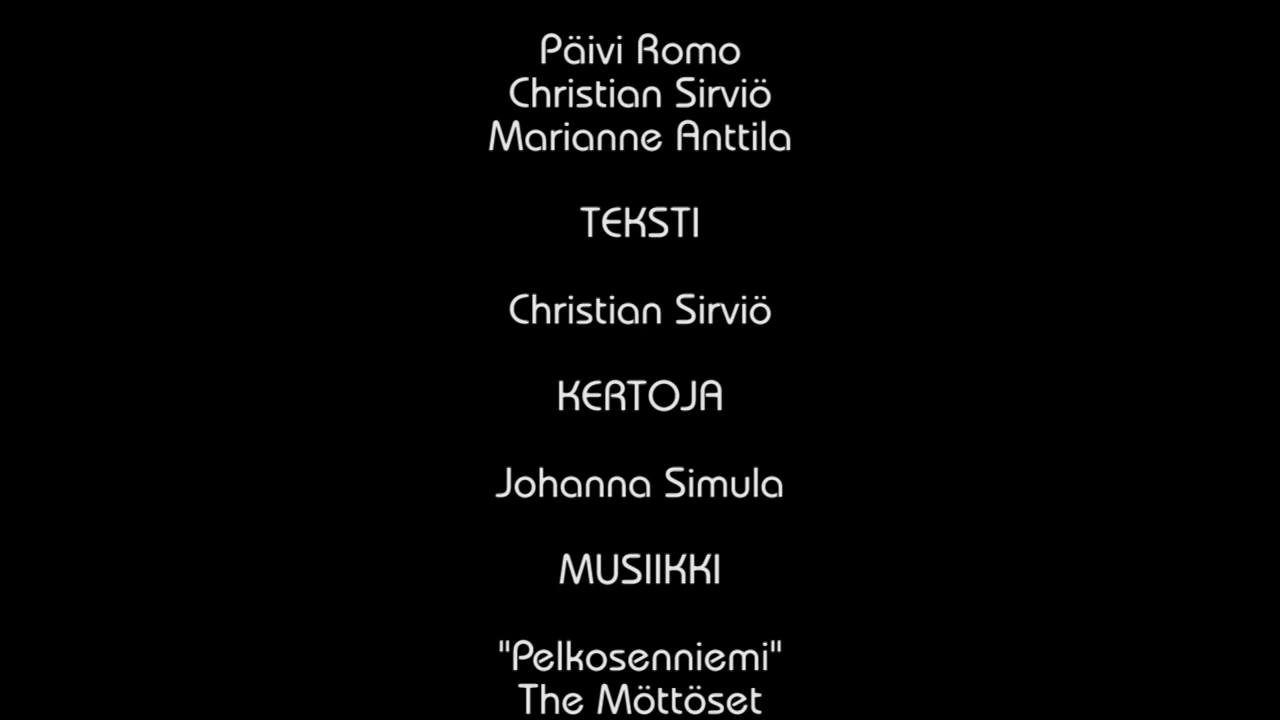 Päivi Romo
Christian Sirviö
Marianne Anttila
TEKSTI
Christian Sirviö
KERTOJA
Johanna Simula
MUSIIKKI
"Pelkosenniemi"
The Möttöset